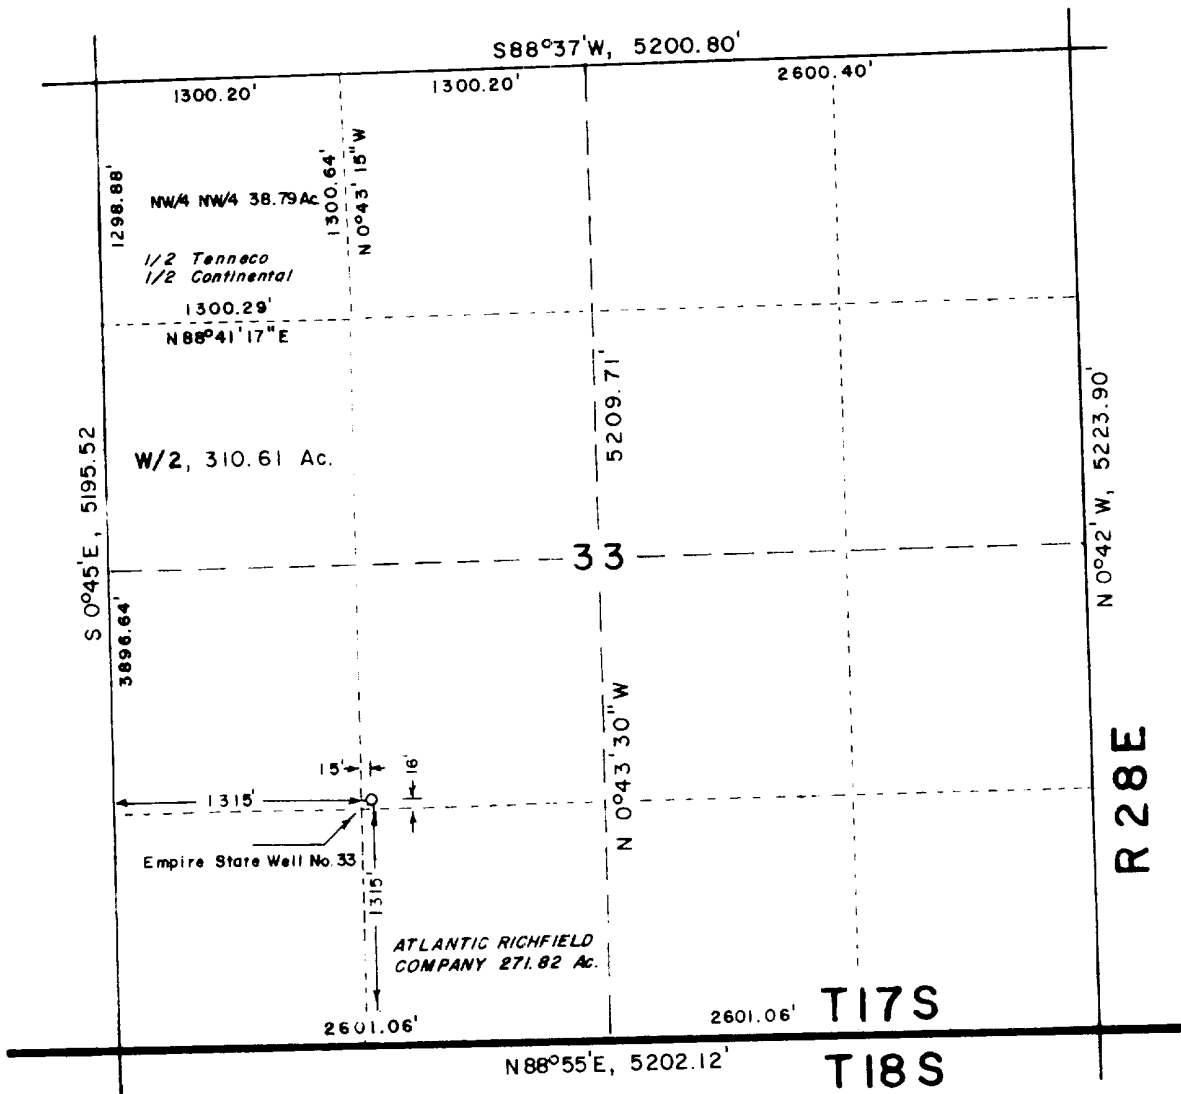 S88°37'W, 5200.80'
1300.20'
1300.20'
2600.40'
1298.88'
NW/4 NW/4 38.79 Ac.
1300.64'
N 0°43' 15" W
1/2 Tenneco
1/2 Continental
1300.29'
N 88°41'17" E
5209.71'
N 0°42' W, 5223.90'
S 0°45' E, 5195.52
W/2, 310.61 Ac.
33
3896.64'
N 0°43'30" W
R 28E
15'
16'
1315'
Empire State Well No. 33
1315'
ATLANTIC RICHFIELD
COMPANY 271.82 Ac.
2601.06'
2601.06'
T17S
N88°55'E, 5202.12'
T18S